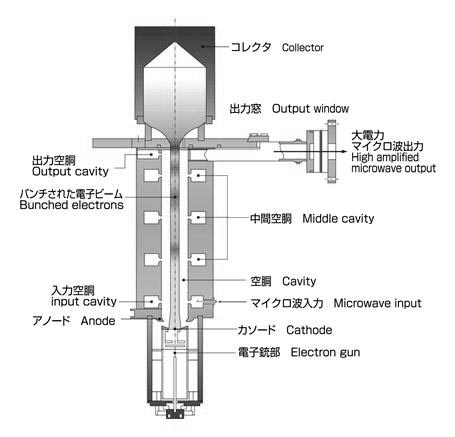 コレクタ Collector
出力窓 Output window
大電力
マイクロ波出力
High amplified
microwave output
出力空胴
Output cavity
バンチされた電子ビーム
Bunched electrons
中間空胴 Middle cavity
空胴 Cavity
入力空胴
input cavity
マイクロ波入力 Microwave input
アノード Anode
カソード Cathode
電子銃部 Electron gun